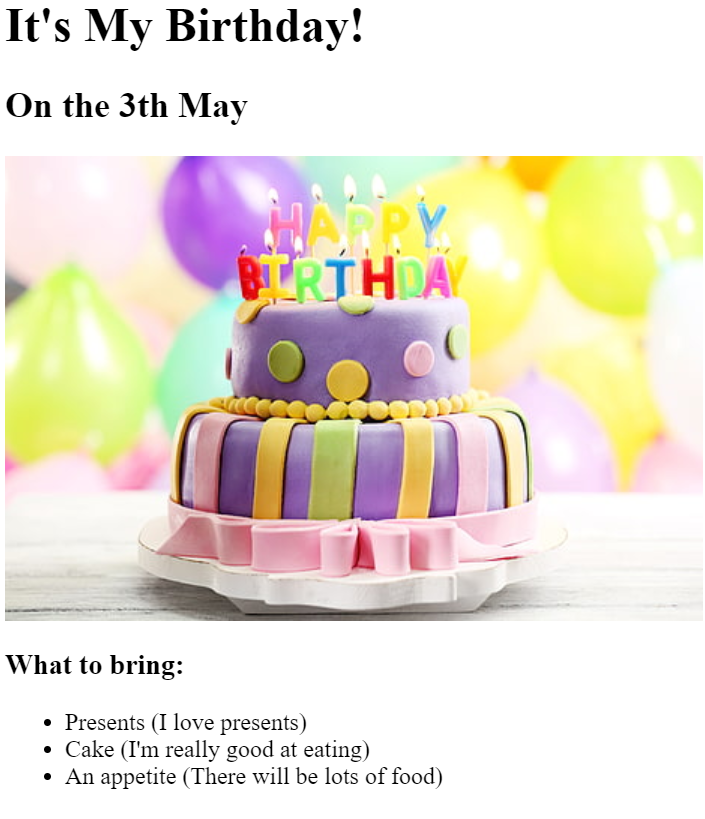 It's My Birthday!
On the 3th May
HAPPY
BIRTHDAY
What to bring:
Presents (I love presents)
Cake (I'm really good at eating)
An appetite (There will be lots of food)